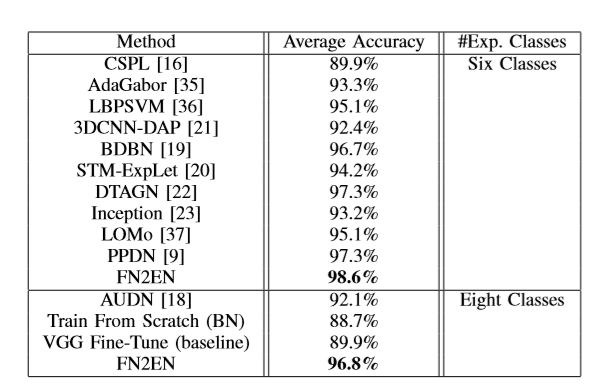 Method Average Accuracy #Exp. Classes
CSPL [16] 89.9% Six Classes
AdaGabor [35] 93.3%
LBPSVM [36] 95.1%
3DCNN-DAP [21] 92.4%
BDBN [19] 96.7%
STM-ExpLet [20] 94.2%
DTAGN [22] 97.3%
Inception [23] 93.2%
LOMo [37] 95.1%
PPDN [9] 97.3%
FN2EN 98.6%
AUDN [18] 92.1% Eight Classes
Train From Scratch (BN) 88.7%
VGG Fine-Tune (baseline) 89.9%
FN2EN 96.8%